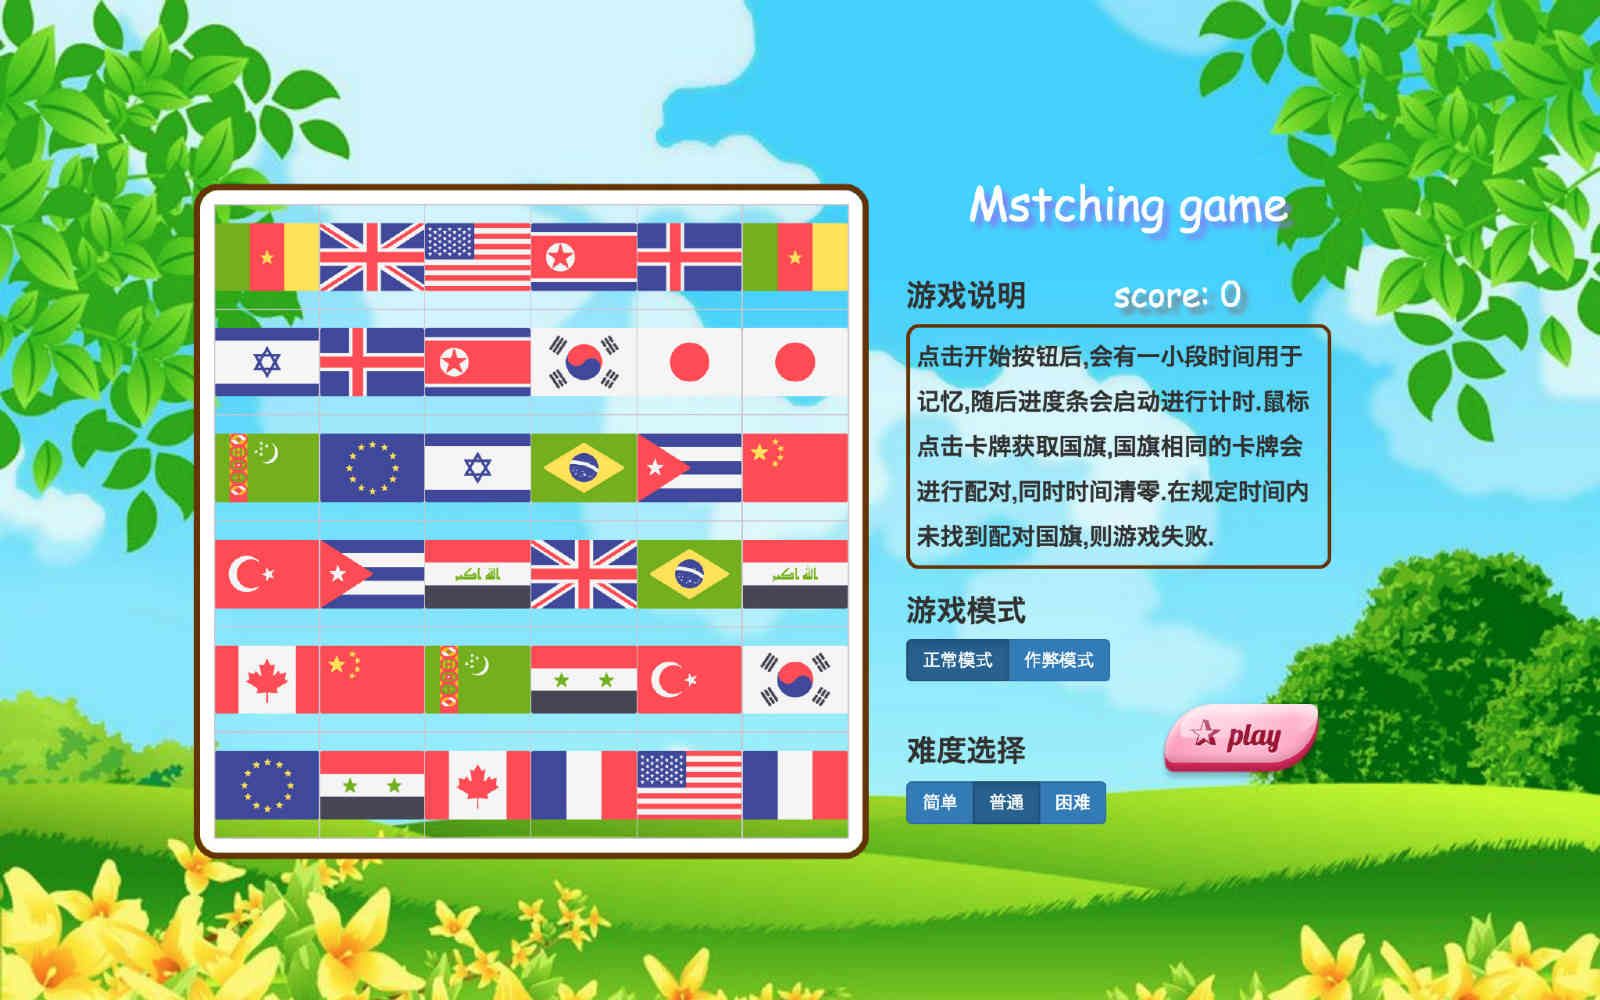 Mstching game
游戏说明
score: 0
点击开始按钮后,会有一小段时间用于
记忆,随后进度条会启动进行计时.鼠标
点击卡牌获取国旗,国旗相同的卡牌会
进行配对,同时时间清零.在规定时间内
未找到配对国旗,则游戏失败.
الله اكبر
الله اكبر
游戏模式
正常模式 作弊模式
play
难度选择
简单 普通 困难